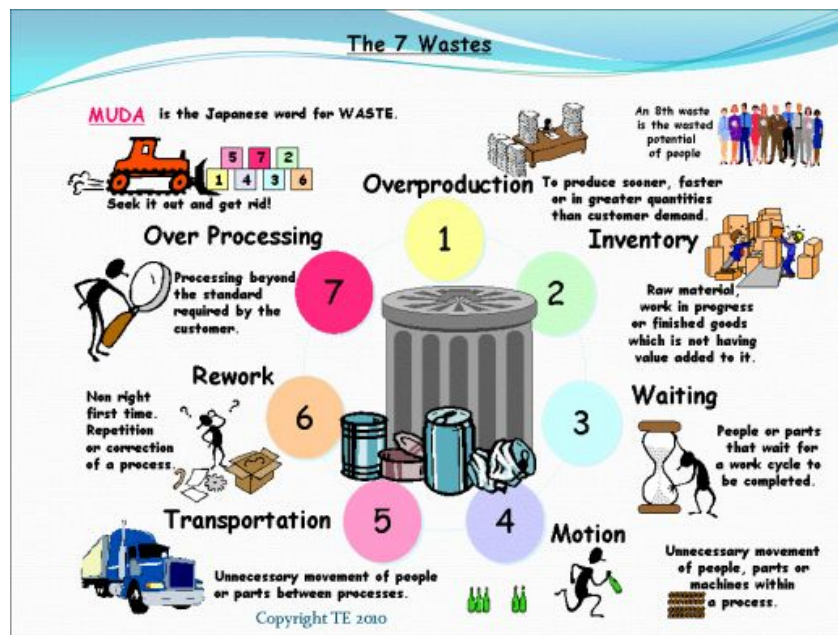 The 7 Wastes
MUDA is the Japanese word for WASTE.
5 7 2
1 4 3 6
Seek it out and get rid!
An 8th waste
is the wasted
potential
of people
Overproduction
To produce sooner, faster
or in greater quantities
than customer demand.
1
Inventory
2
Raw material,
work in progress
or finished goods
which is not having
value added to it.
Waiting
3
People or parts
that wait for
a work cycle to
be completed.
Motion
4
Unnecessary movement
of people, parts or
machines within
a process.
Transportation
5
Unnecessary movement of people
or parts between processes.
Rework
6
Non right
first time.
Repetition
or correction
of a process.
Over Processing
7
Processing beyond
the standard
required by the
customer.
Copyright TE 2010